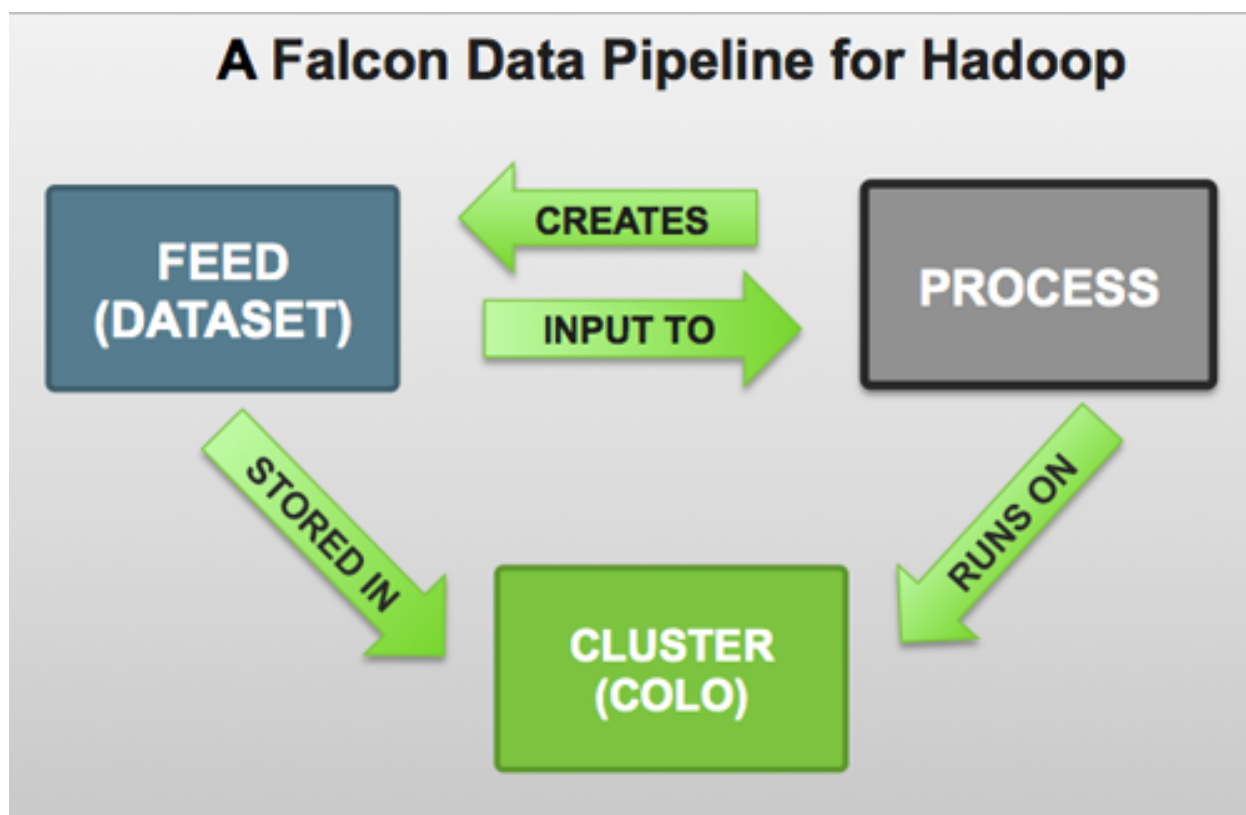 A Falcon Data Pipeline for Hadoop
FEED
(DATASET)
CREATES
INPUT TO
PROCESS
STORED IN
RUNS ON
CLUSTER
(COLO)